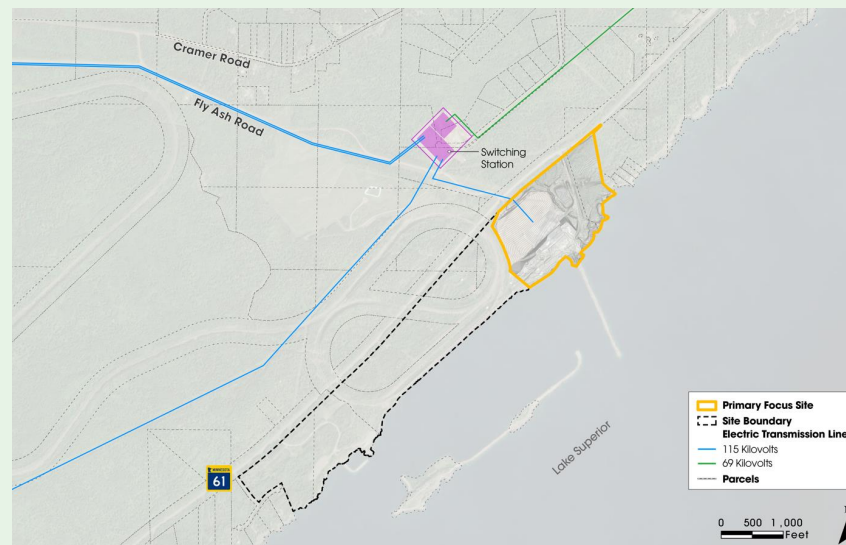 Cramer Road
Fly Ash Road
Switching
Station
Lake Superior
MINNESOTA
61
Primary Focus Site
Site Boundary
Electric Transmission Line
115 Kilovolts
69 Kilovolts
Parcels
0 500 1,000
Feet